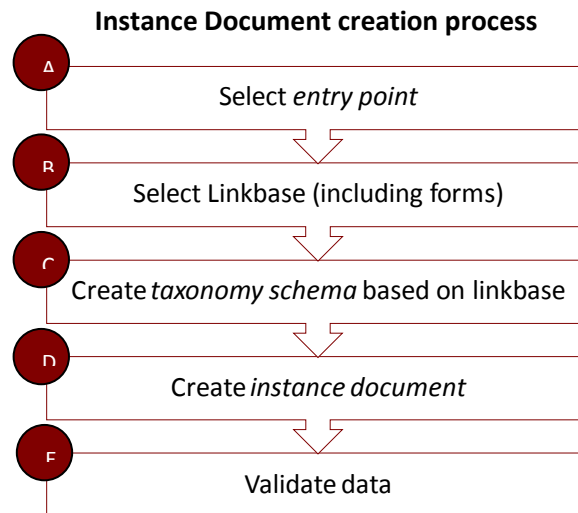 Instance Document creation process
A
Select entry point
B
Select Linkbase (including forms)
C
Create taxonomy schema based on linkbase
D
Create instance document
E
Validate data